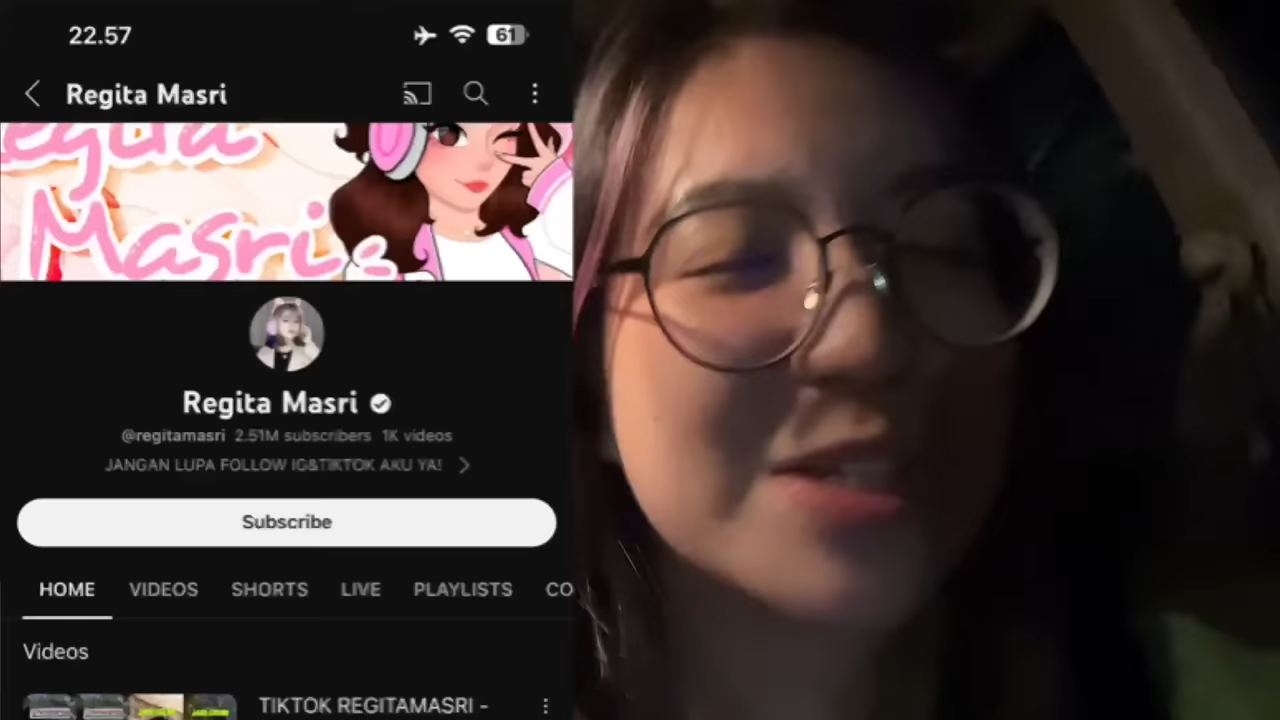 22.57
61
Regita Masri
egita
Masri
Regita Masri
@regitamasri 2.51M subscribers 1K videos
JANGAN LUPA FOLLOW IG&TIKTOK AKU YA!
Subscribe
HOME VIDEOS SHORTS LIVE PLAYLISTS CO
Videos
TIKTOK REGITAMASRI -